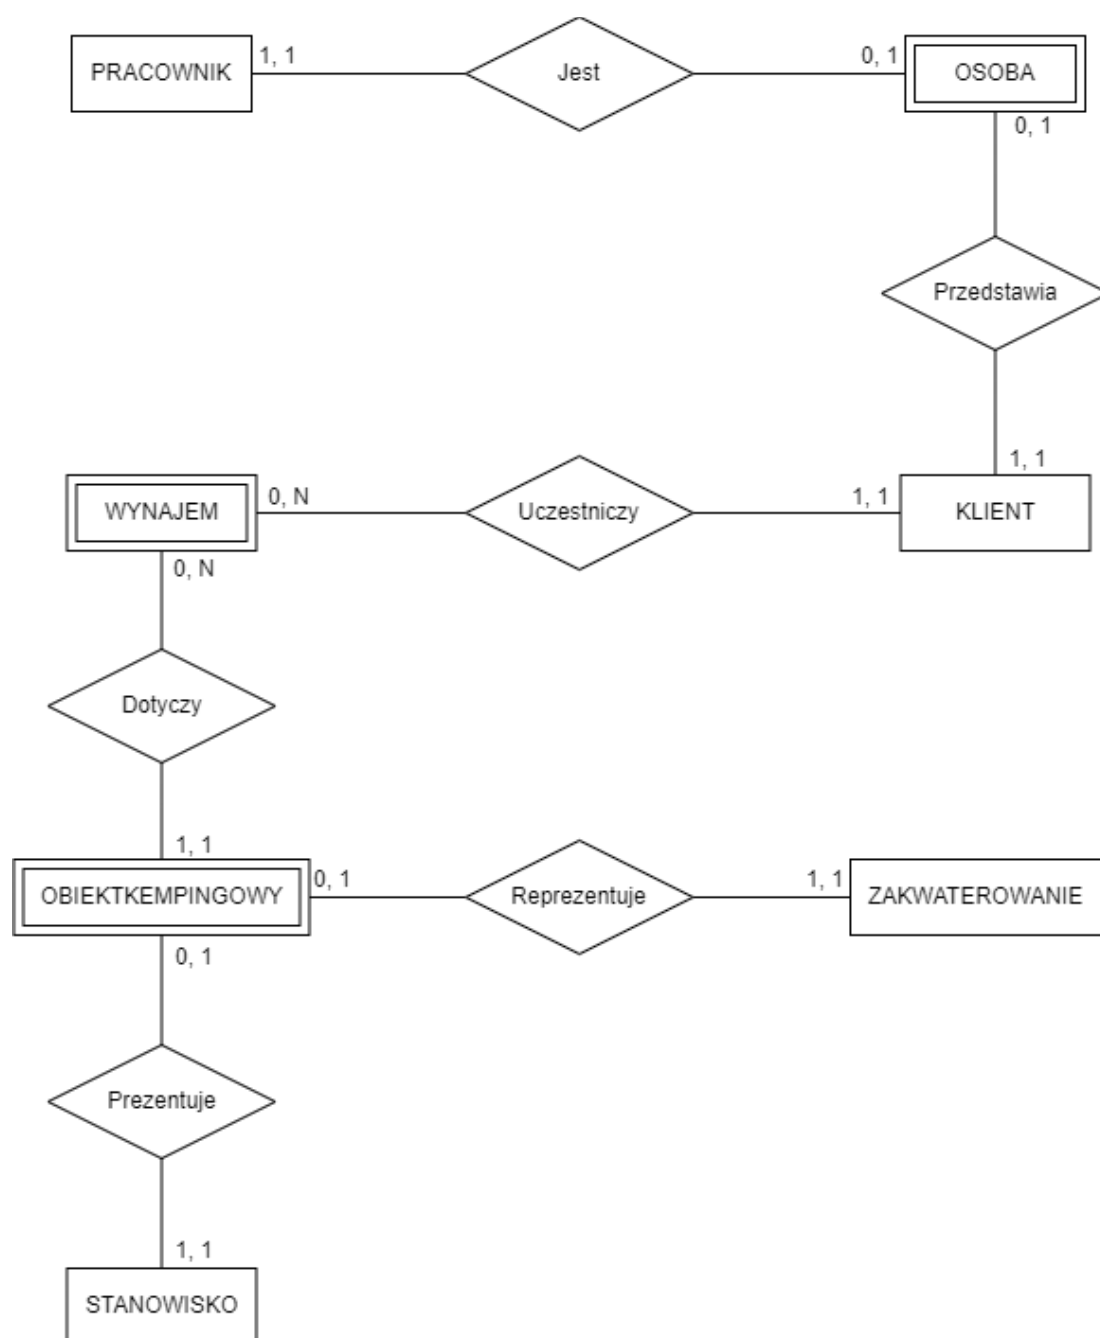 PRACOWNIK
1, 1
Jest
0, 1
OSOBA
0, 1
Przedstawia
1, 1
WYNAJEM
0, N
Uczestniczy
1, 1
KLIENT
0, N
Dotyczy
1, 1
OBIEKTKEMPINGOWY
0, 1
Reprezentuje
1, 1
ZAKWATEROWANIE
0, 1
Prezentuje
1, 1
STANOWISKO